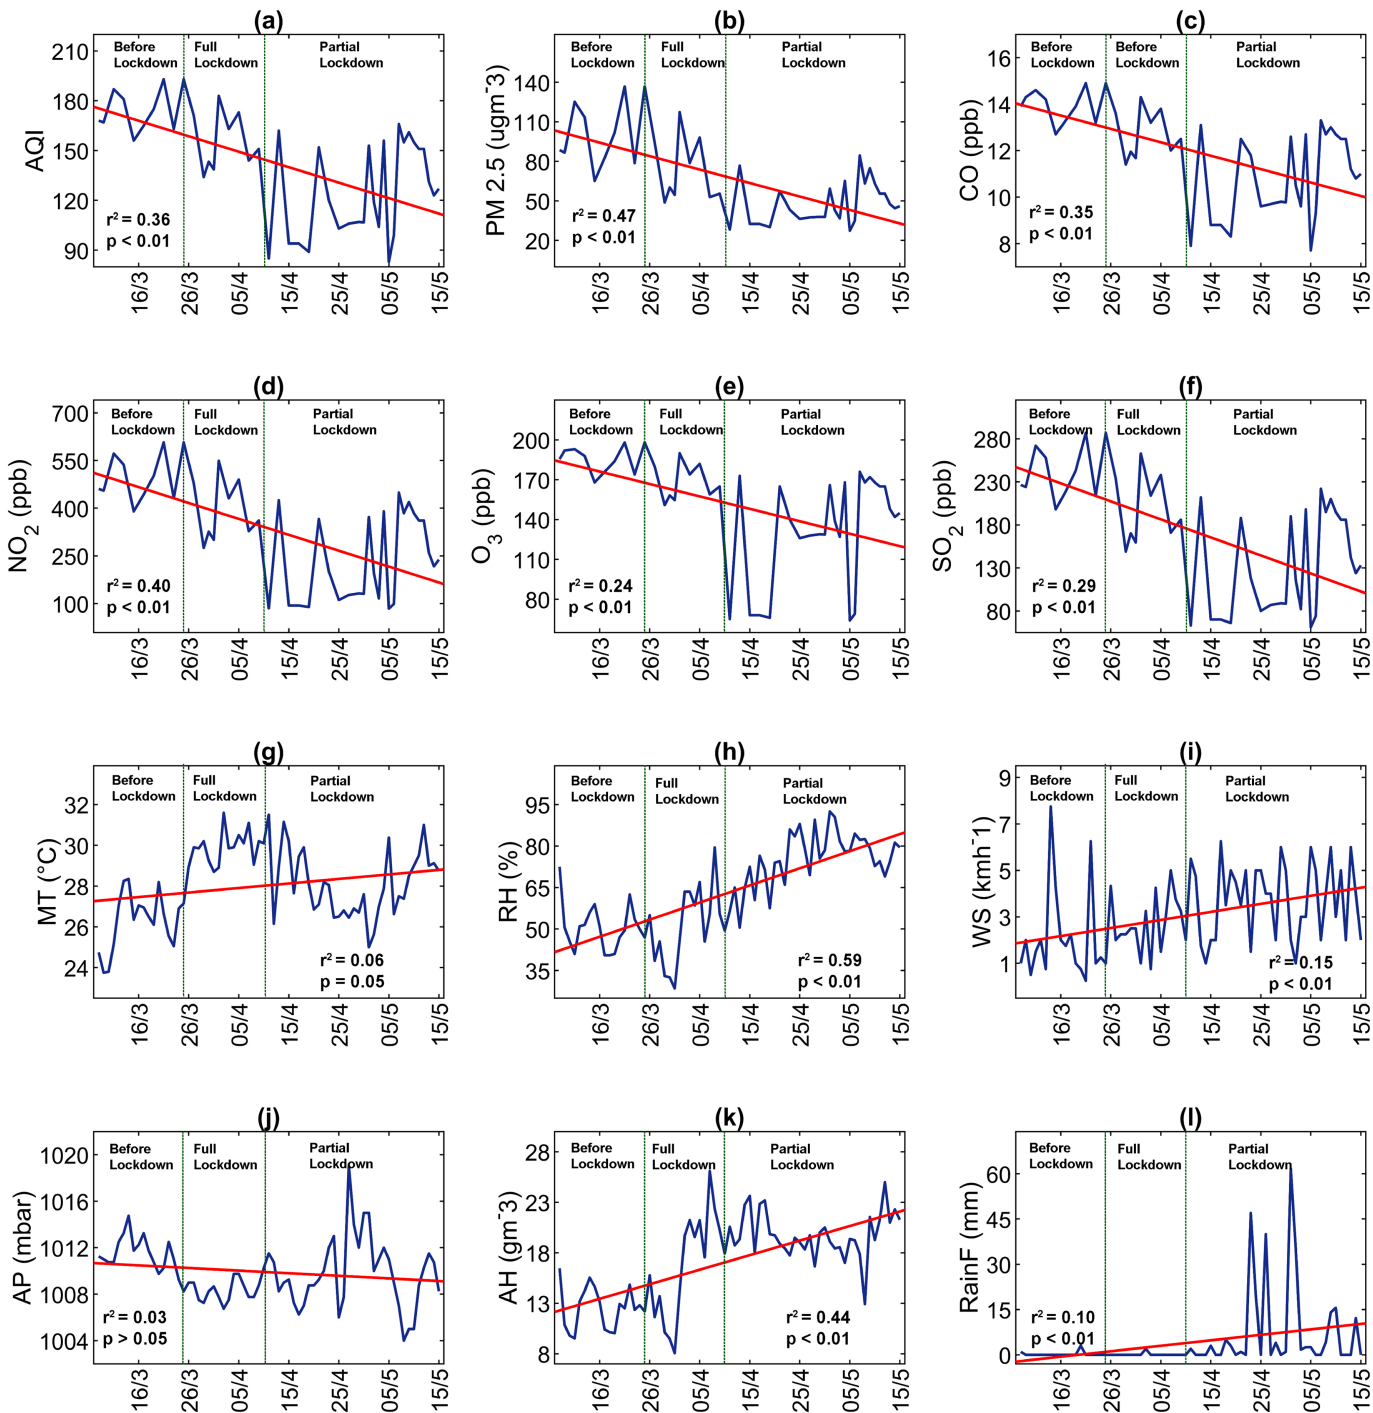 (a)
Before
Lockdown
Full
Lockdown
Partial
Lockdown
AQI
210
180
150
120
90
r² = 0.36
p < 0.01
16/3
26/3
05/4
15/4
25/4
05/5
15/5
(b)
Before
Lockdown
Full
Lockdown
Partial
Lockdown
PM 2.5 (ugm⁻3)
140
110
80
50
20
r² = 0.47
p < 0.01
16/3
26/3
05/4
15/4
25/4
05/5
15/5
(c)
Before
Lockdown
Before
Lockdown
Partial
Lockdown
CO (ppb)
16
14
12
10
8
r² = 0.35
p < 0.01
16/3
26/3
05/4
15/4
25/4
05/5
15/5
(d)
Before
Lockdown
Full
Lockdown
Partial
Lockdown
NO₂ (ppb)
700
550
400
250
100
r² = 0.40
p < 0.01
16/3
26/3
05/4
15/4
25/4
05/5
15/5
(e)
Before
Lockdown
Full
Lockdown
Partial
Lockdown
O₃ (ppb)
200
170
140
110
80
r² = 0.24
p < 0.01
16/3
26/3
05/4
15/4
25/4
05/5
15/5
(f)
Before
Lockdown
Full
Lockdown
Partial
Lockdown
SO₂ (ppb)
280
230
180
130
80
r² = 0.29
p < 0.01
16/3
26/3
05/4
15/4
25/4
05/5
15/5
(g)
Before
Lockdown
Full
Lockdown
Partial
Lockdown
MT (°C)
32
30
28
26
24
r² = 0.06
p = 0.05
16/3
26/3
05/4
15/4
25/4
05/5
15/5
(h)
Before
Lockdown
Full
Lockdown
Partial
Lockdown
RH (%)
95
80
65
50
35
r² = 0.59
p < 0.01
16/3
26/3
05/4
15/4
25/4
05/5
15/5
(i)
Before
Lockdown
Full
Lockdown
Partial
Lockdown
WS (kmh⁻1)
9
7
5
3
1
r² = 0.15
p < 0.01
16/3
26/3
05/4
15/4
25/4
05/5
15/5
(j)
Before
Lockdown
Full
Lockdown
Partial
Lockdown
AP (mbar)
1020
1016
1012
1008
1004
r² = 0.03
p > 0.05
16/3
26/3
05/4
15/4
25/4
05/5
15/5
(k)
Before
Lockdown
Full
Lockdown
Partial
Lockdown
AH (gm⁻3)
28
23
18
13
8
r² = 0.44
p < 0.01
16/3
26/3
05/4
15/4
25/4
05/5
15/5
(l)
Before
Lockdown
Full
Lockdown
Partial
Lockdown
RainF (mm)
60
45
30
15
0
r² = 0.10
p < 0.01
16/3
26/3
05/4
15/4
25/4
05/5
15/5